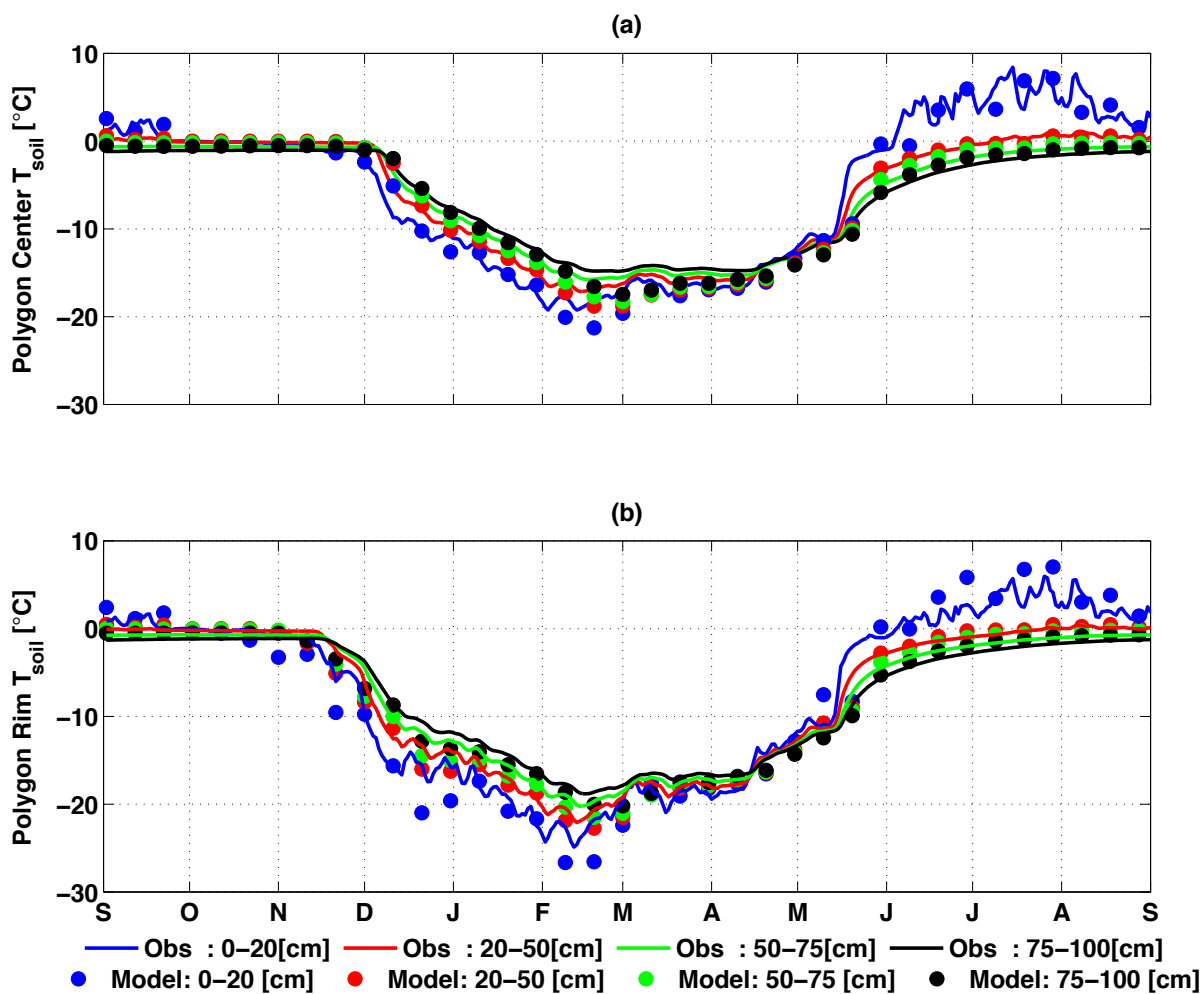 (a)
10
0
−10
−20
−30
Polygon Center T_soil [°C]
(b)
10
0
−10
−20
−30
Polygon Rim T_soil [°C]
S O N D J F M A M J J A S
Obs : 0−20[cm] Obs : 20−50[cm] Obs : 50−75[cm] Obs : 75−100[cm]
Model: 0−20 [cm] Model: 20−50 [cm] Model: 50−75 [cm] Model: 75−100 [cm]